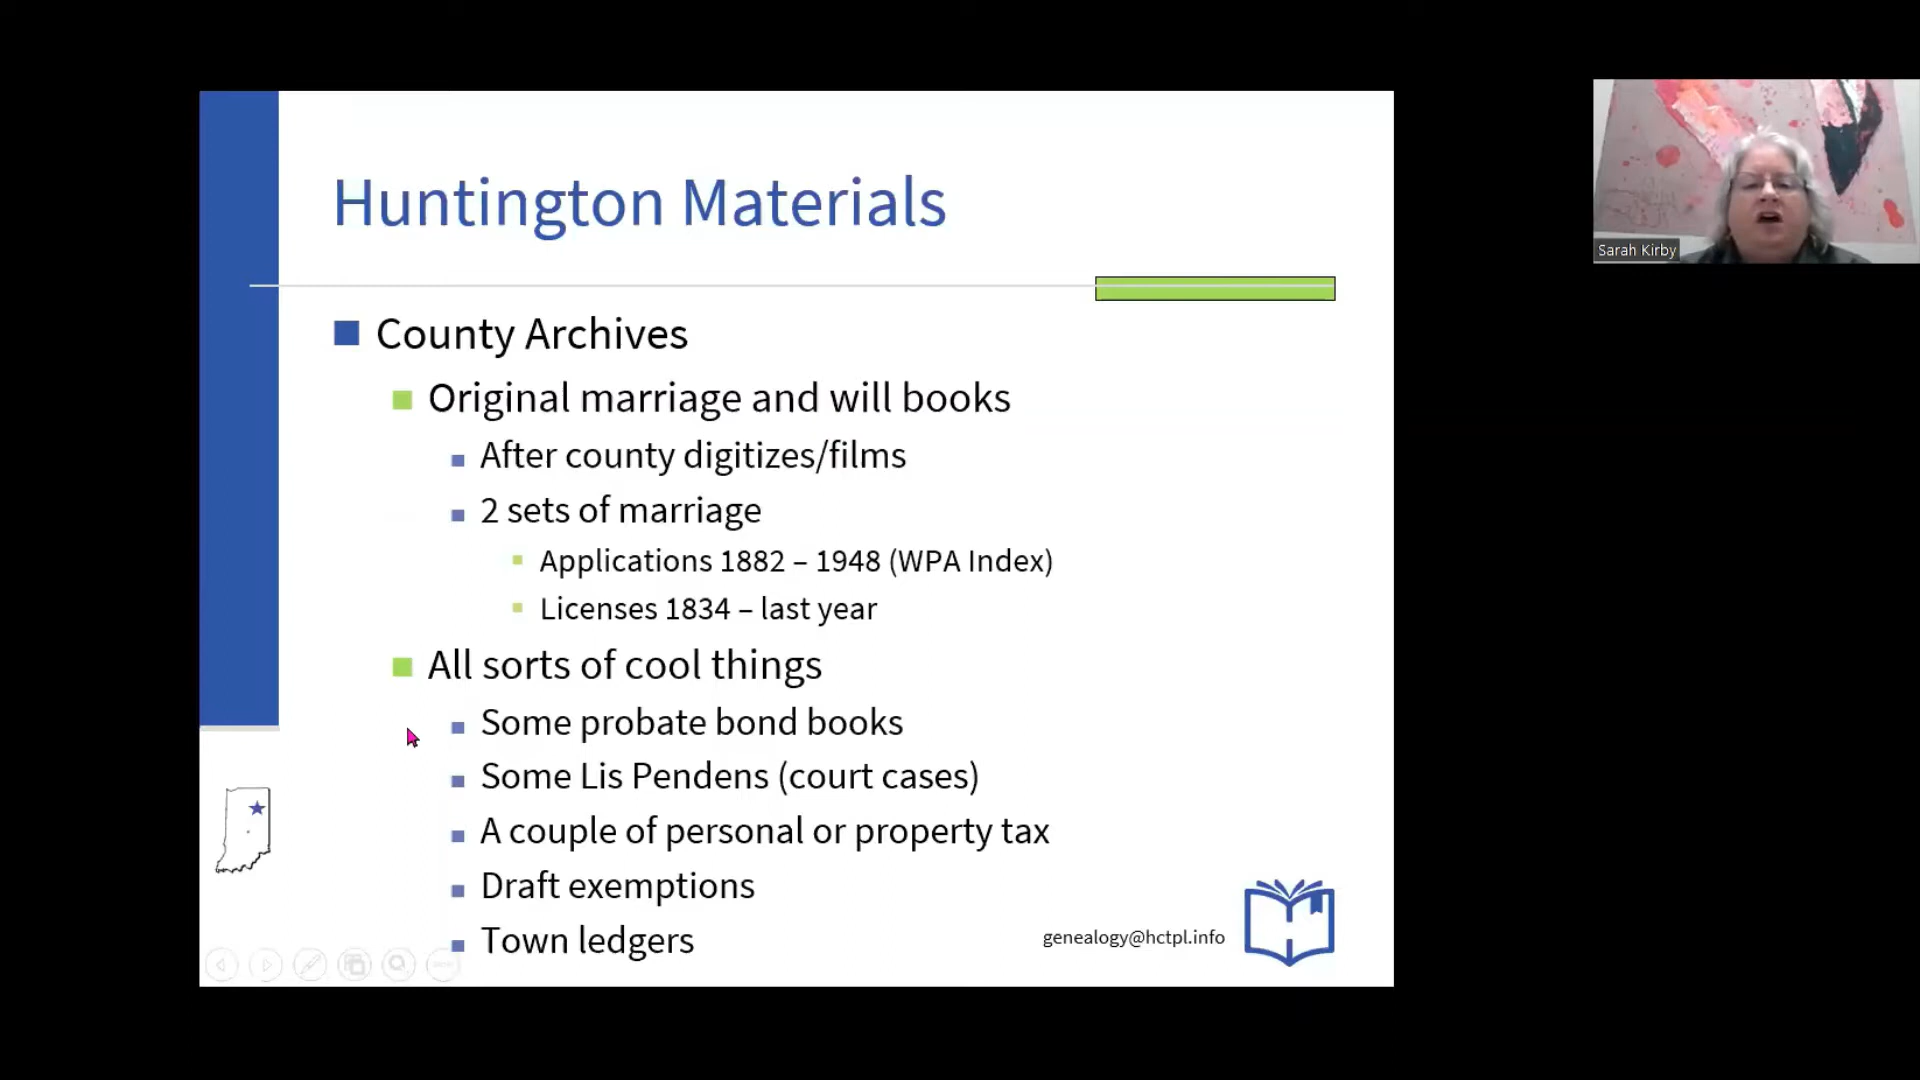 Huntington Materials
County Archives
Original marriage and will books
After county digitizes/films
2 sets of marriage
Applications 1882 – 1948 (WPA Index)
Licenses 1834 – last year
All sorts of cool things
Some probate bond books
Some Lis Pendens (court cases)
A couple of personal or property tax
Draft exemptions
Town ledgers
genealogy@hctpl.info
Sarah Kirby